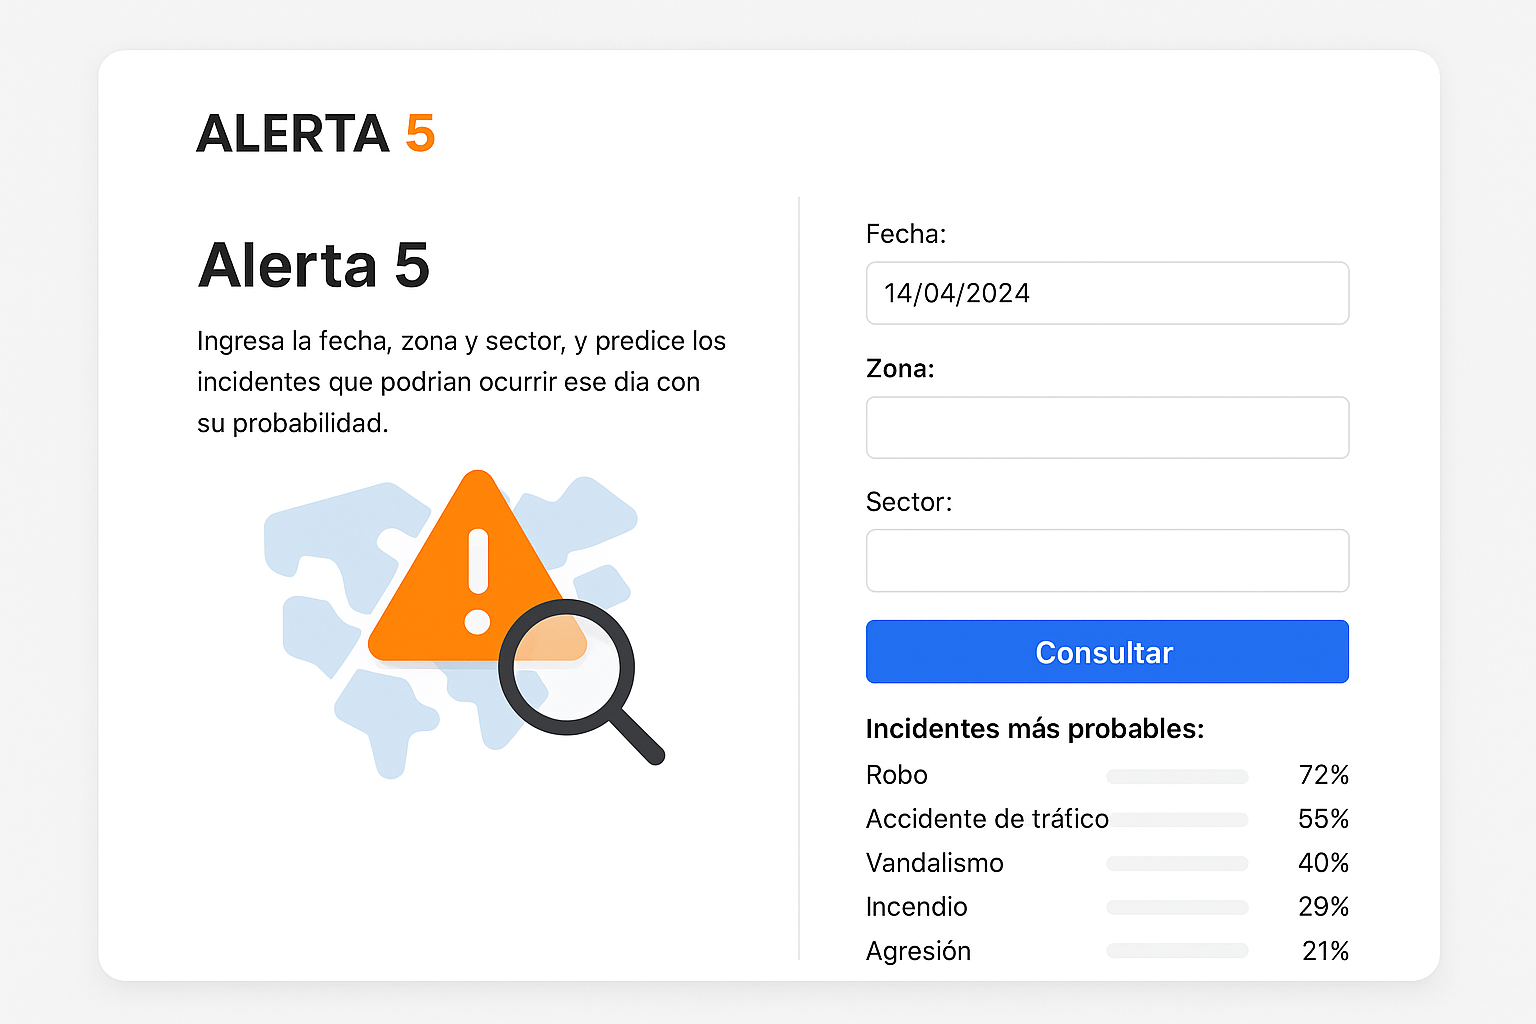 ALERTA 5
Alerta 5
Ingresa la fecha, zona y sector, y predice los
incidentes que podrian ocurrir ese dia con
su probabilidad.
Fecha:
14/04/2024
Zona:
Sector:
Consultar
Incidentes más probables:
Robo 72%
Accidente de tráfico 55%
Vandalismo 40%
Incendio 29%
Agresión 21%